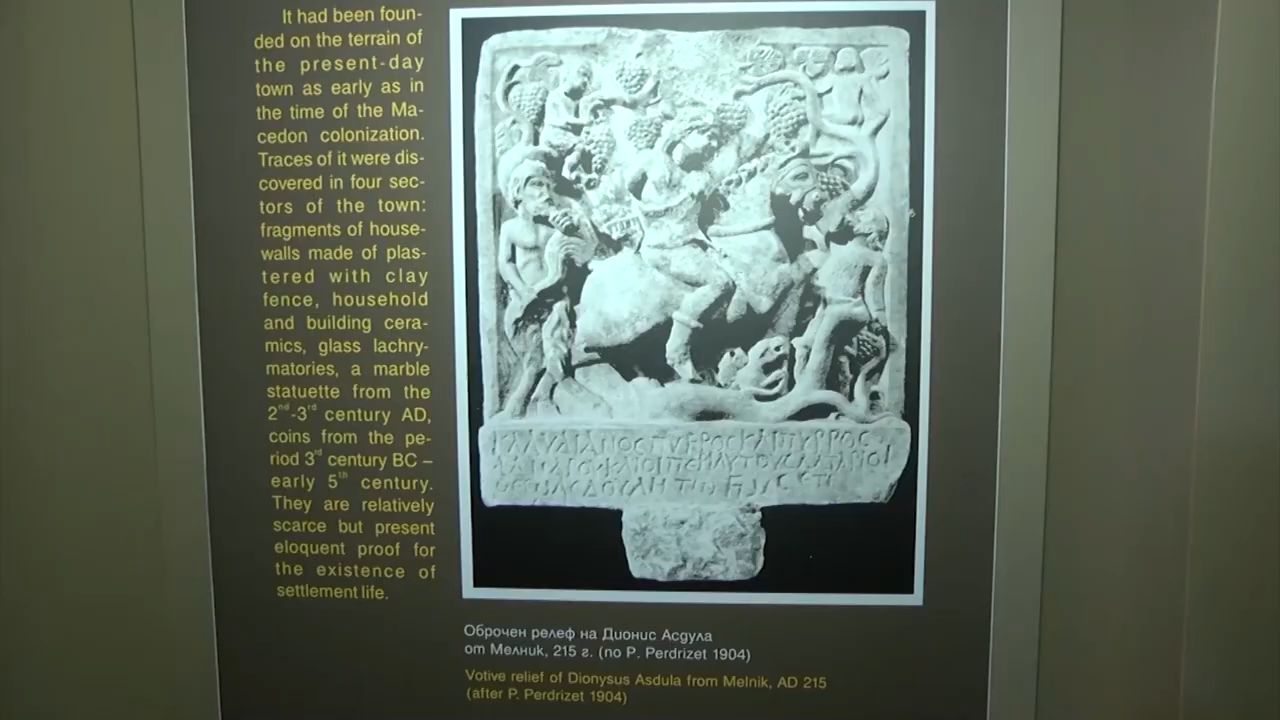 It had been foun-
ded on the terrain of
the present-day
town as early as in
the time of the Ma-
cedon colonization.
Traces of it were dis-
covered in four sec-
tors of the town:
fragments of house-
walls made of plas-
tered with clay
fence, household
and building cera-
mics, glass lachry-
matories, a marble
statuette from the
2nd-3rd century AD,
coins from the pe-
riod 3rd century BC –
early 5th century.
They are relatively
scarce but present
eloquent proof for
the existence of
settlement life.
ΚΛΑΥΔΙΑΝΟΣ ΠΥΡΡΟΣ
Оброчен релеф на Дионис Асдула
от Мелник, 215 г. (по P. Perdrizet 1904)
Votive relief of Dionysus Asdula from Melnik, AD 215
(after P. Perdrizet 1904)